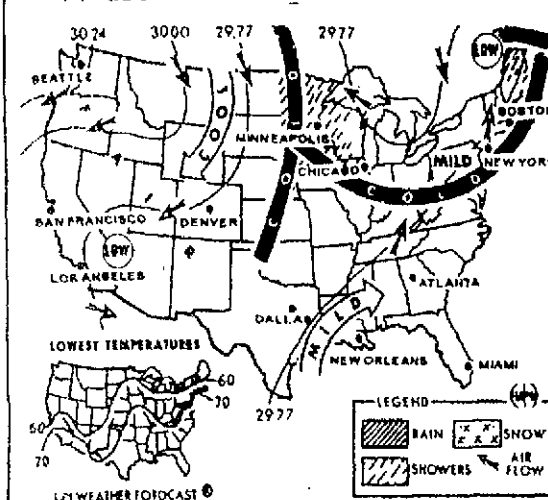 30.24
30.00
29.77
29.77
LOW
SEATTLE
COOL
COLD
MINNEAPOLIS
BOSTON
MILD
NEW YORK
CHICAGO
COLD
SAN FRANCISCO
DENVER
LOW
LOS ANGELES
ATLANTA
DALLAS
MILD
LOWEST TEMPERATURES
NEW ORLEANS
MIAMI
60
70
29.77
60
70
LEGEND
RAIN
SNOW
SHOWERS
AIR FLOW
UPI WEATHER FOTOCAST ©